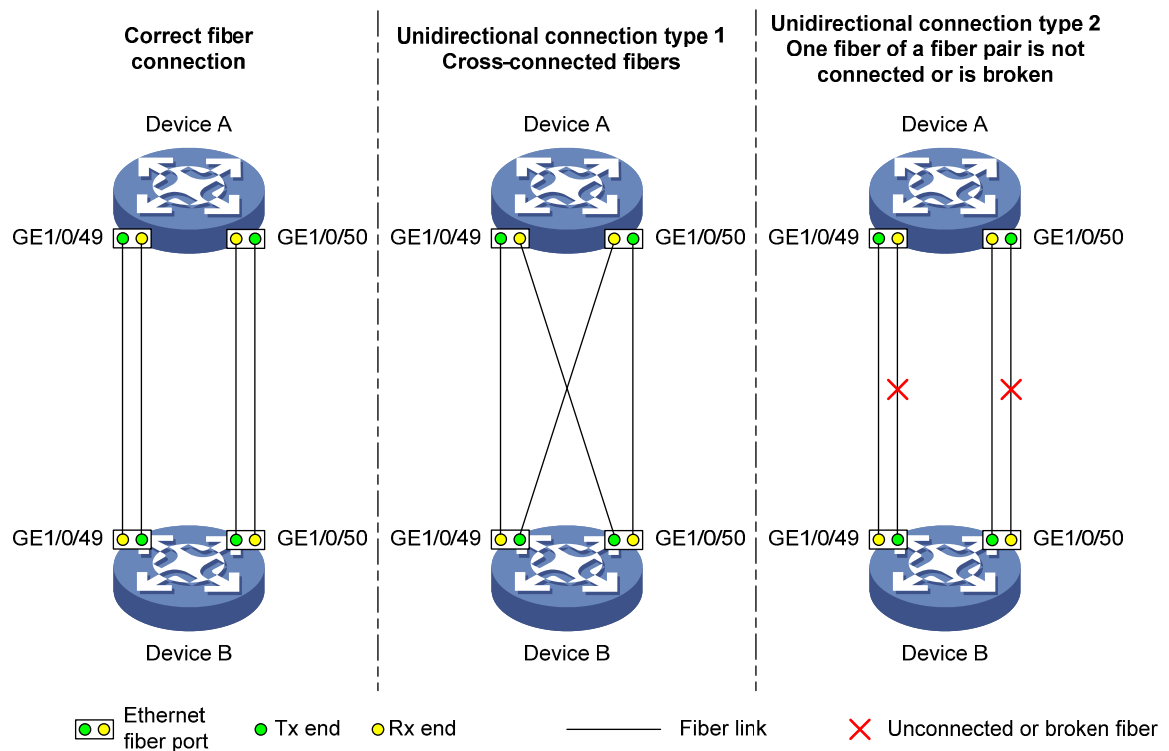 Correct fiber
connection
Unidirectional connection type 1
Cross-connected fibers
Unidirectional connection type 2
One fiber of a fiber pair is not
connected or is broken
Device A
GE1/0/49
GE1/0/50
GE1/0/49
GE1/0/50
Device B
Device A
GE1/0/49
GE1/0/50
GE1/0/49
GE1/0/50
Device B
Device A
GE1/0/49
GE1/0/50
GE1/0/49
GE1/0/50
Device B
Ethernet
fiber port
Tx end
Rx end
Fiber link
Unconnected or broken fiber